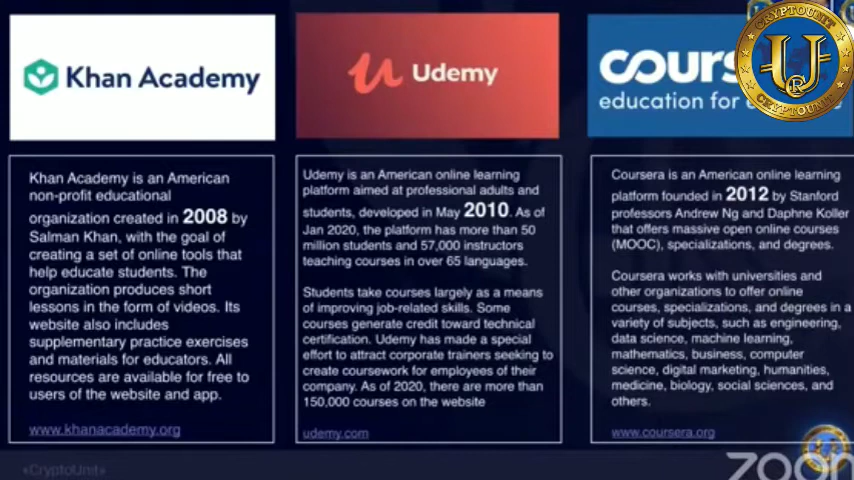 Khan Academy
Khan Academy is an American
non-profit educational
organization created in 2008 by
Salman Khan, with the goal of
creating a set of online tools that
help educate students. The
organization produces short
lessons in the form of videos. Its
website also includes
supplementary practice exercises
and materials for educators. All
resources are available for free to
users of the website and app.
www.khanacademy.org
Udemy
Udemy is an American online learning
platform aimed at professional adults and
students, developed in May 2010. As of
Jan 2020, the platform has more than 50
million students and 57,000 instructors
teaching courses in over 65 languages.
Students take courses largely as a means
of improving job-related skills. Some
courses generate credit toward technical
certification. Udemy has made a special
effort to attract corporate trainers seeking to
create coursework for employees of their
company. As of 2020, there are more than
150,000 courses on the website
udemy.com
cours
education for e
Coursera is an American online learning
platform founded in 2012 by Stanford
professors Andrew Ng and Daphne Koller
that offers massive open online courses
(MOOC), specializations, and degrees.
Coursera works with universities and
other organizations to offer online
courses, specializations, and degrees in a
variety of subjects, such as engineering,
data science, machine learning,
mathematics, business, computer
science, digital marketing, humanities,
medicine, biology, social sciences, and
others.
www.coursera.org
CRYPTOUNIT
U
R
CRYPTOUNIT
«CryptoUnit»
zoom